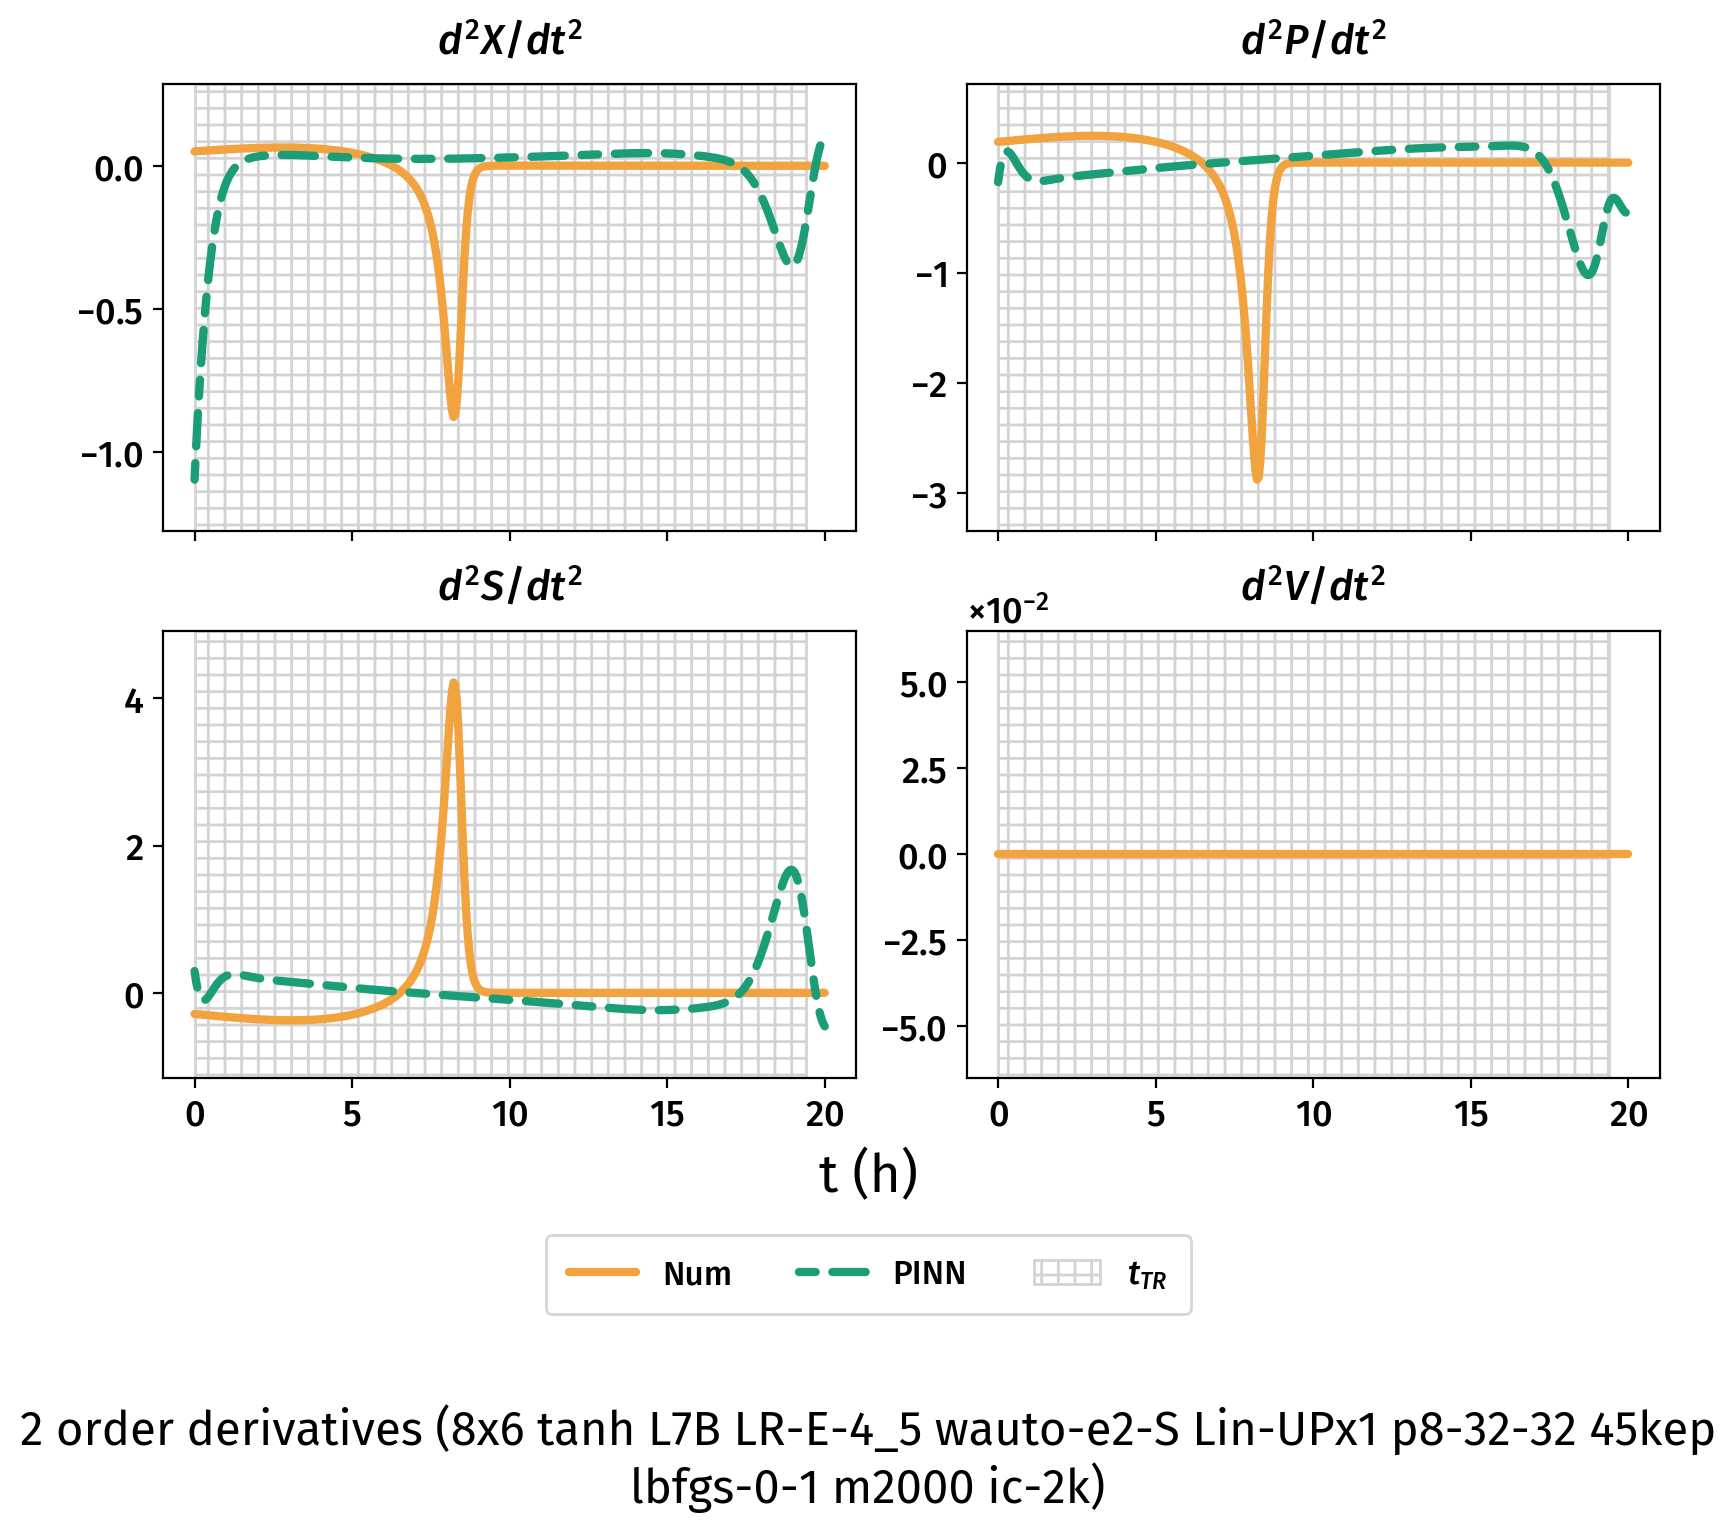 d²X/dt²
d²P/dt²
0.0
−0.5
−1.0
0
−1
−2
−3
d²S/dt²
d²V/dt²
×10⁻²
4
2
0
5.0
2.5
0.0
−2.5
−5.0
0 5 10 15 20
0 5 10 15 20
t (h)
Num PINN t_TR
2 order derivatives (8x6 tanh L7B LR-E-4_5 wauto-e2-S Lin-UPx1 p8-32-32 45kep
lbfgs-0-1 m2000 ic-2k)